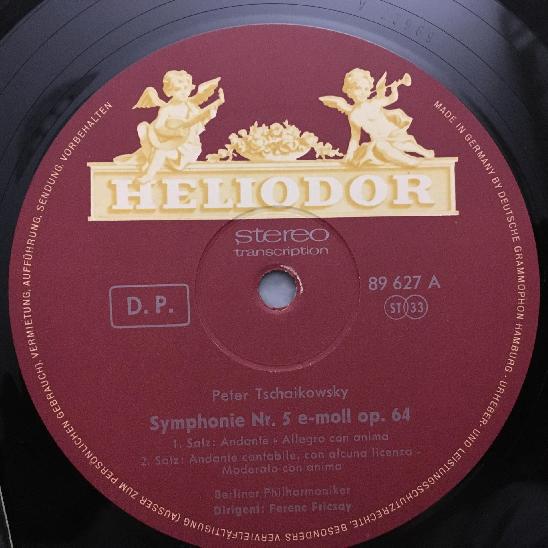 HELIODOR
stereo
transcription
89 627 A
D. P.
ST 33
Peter Tschaikowsky
Symphonie Nr. 5 e-moll op. 64
1. Satz: Andante - Allegro con anima
2. Satz: Andante cantabile, con alcuna licenza -
Moderato con anima
Berliner Philharmoniker
Dirigent: Ferenc Fricsay
MADE IN GERMANY BY DEUTSCHE GRAMMOPHON HAMBURG · URHEBER- UND LEISTUNGSSCHUTZRECHTE, BESONDERS VERVIELFÄLTIGUNG (AUSSER ZUM PERSÖNLICHEN GEBRAUCH), VERMIETUNG, AUFFÜHRUNG, SENDUNG, VORBEHALTEN